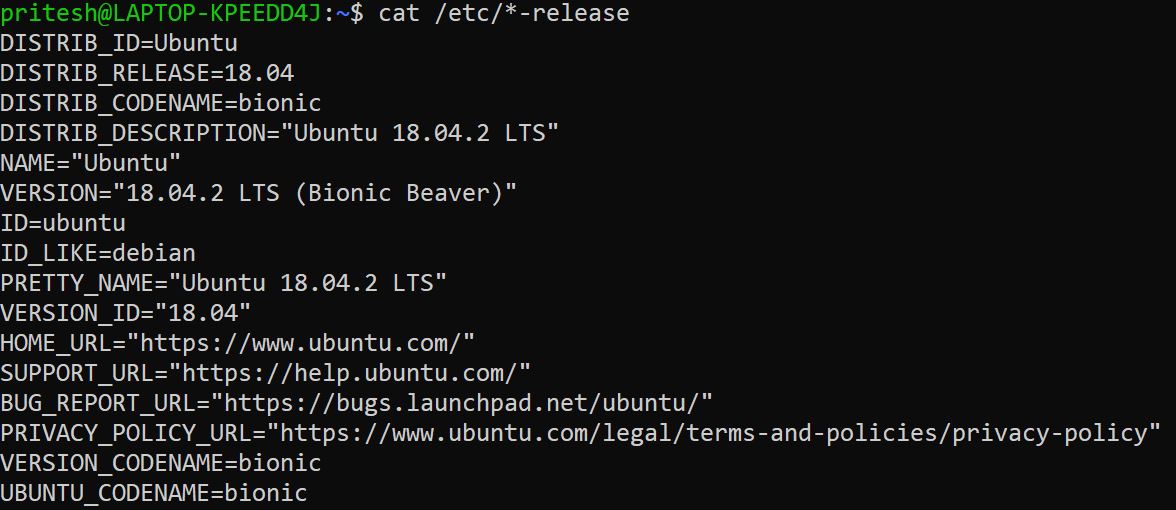 pritesh@LAPTOP-KPEEDD4J:~$ cat /etc/*-release
DISTRIB_ID=Ubuntu
DISTRIB_RELEASE=18.04
DISTRIB_CODENAME=bionic
DISTRIB_DESCRIPTION="Ubuntu 18.04.2 LTS"
NAME="Ubuntu"
VERSION="18.04.2 LTS (Bionic Beaver)"
ID=ubuntu
ID_LIKE=debian
PRETTY_NAME="Ubuntu 18.04.2 LTS"
VERSION_ID="18.04"
HOME_URL="https://www.ubuntu.com/"
SUPPORT_URL="https://help.ubuntu.com/"
BUG_REPORT_URL="https://bugs.launchpad.net/ubuntu/"
PRIVACY_POLICY_URL="https://www.ubuntu.com/legal/terms-and-policies/privacy-policy"
VERSION_CODENAME=bionic
UBUNTU_CODENAME=bionic